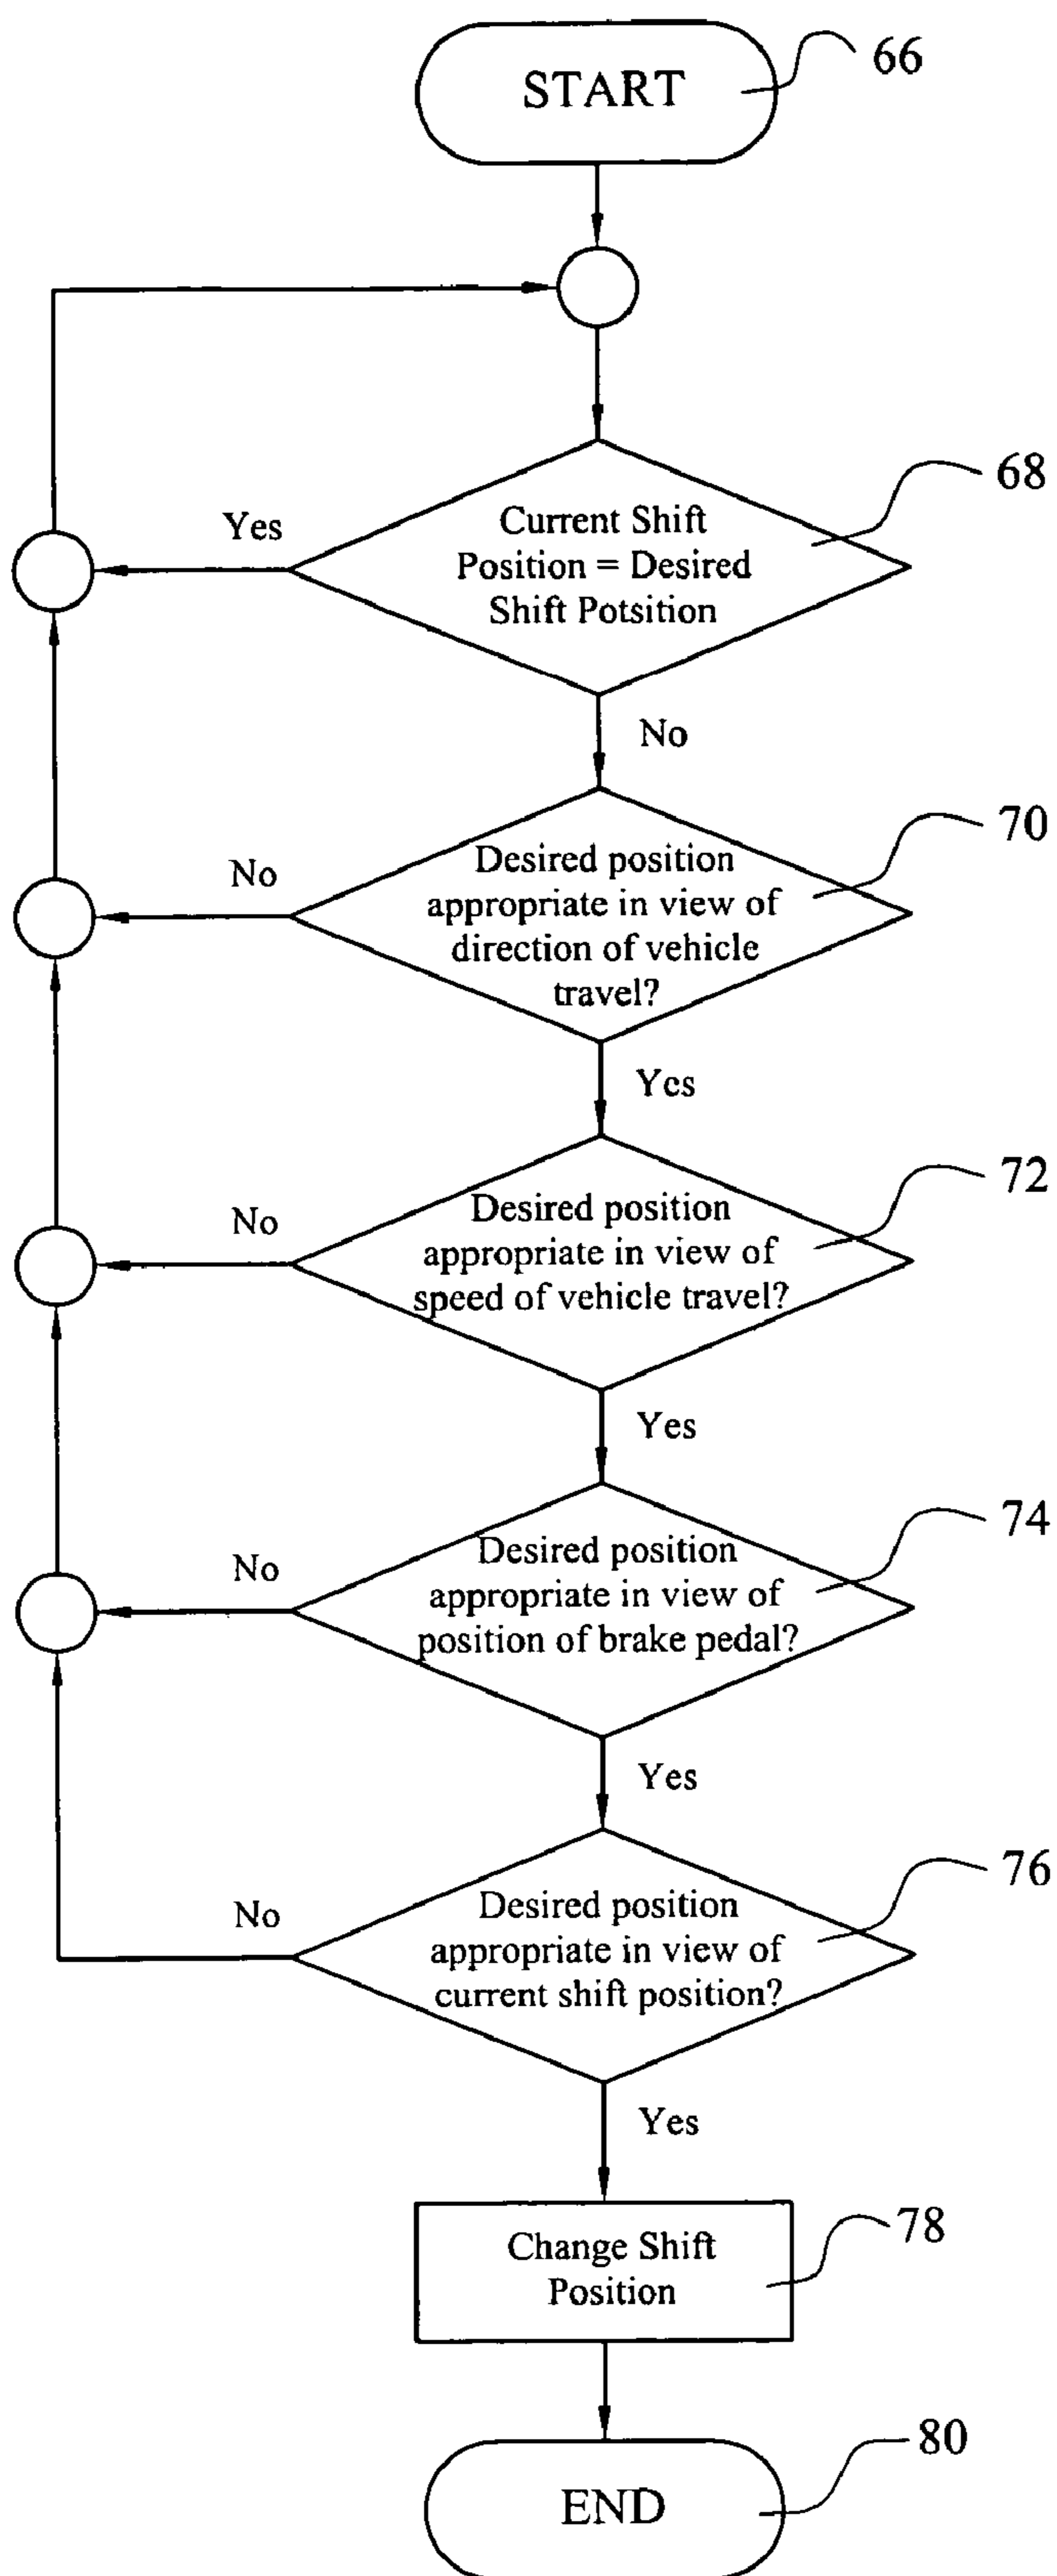 START
66
68
Yes
Current Shift
Position = Desired
Shift Potsition
No
70
No
Desired position
appropriate in view of
direction of vehicle
travel?
Yes
72
No
Desired position
appropriate in view of
speed of vehicle travel?
Yes
74
No
Desired position
appropriate in view of
position of brake pedal?
Yes
76
No
Desired position
appropriate in view of
current shift position?
Yes
78
Change Shift
Position
80
END